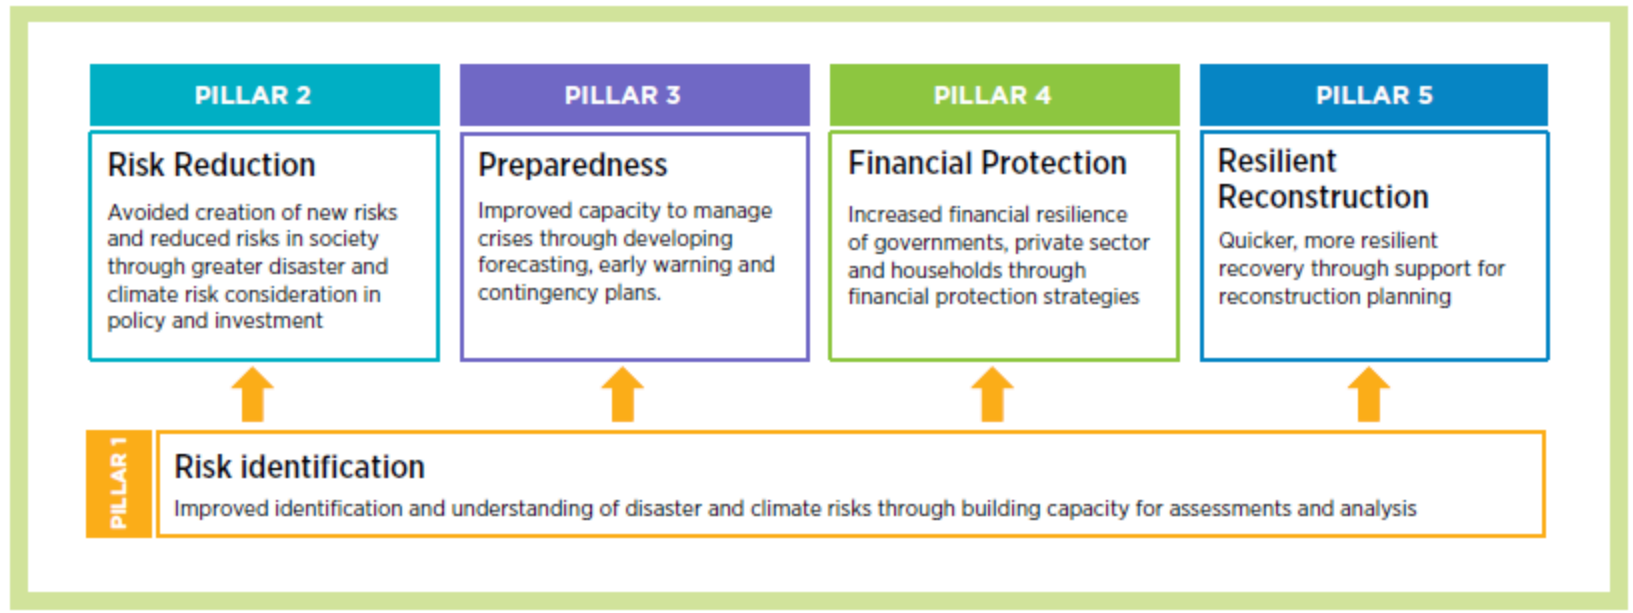 PILLAR 2
Risk Reduction
Avoided creation of new risks
and reduced risks in society
through greater disaster and
climate risk consideration in
policy and investment
PILLAR 3
Preparedness
Improved capacity to manage
crises through developing
forecasting, early warning and
contingency plans.
PILLAR 4
Financial Protection
Increased financial resilience
of governments, private sector
and households through
financial protection strategies
PILLAR 5
Resilient
Reconstruction
Quicker, more resilient
recovery through support for
reconstruction planning
PILLAR 1
Risk identification
Improved identification and understanding of disaster and climate risks through building capacity for assessments and analysis